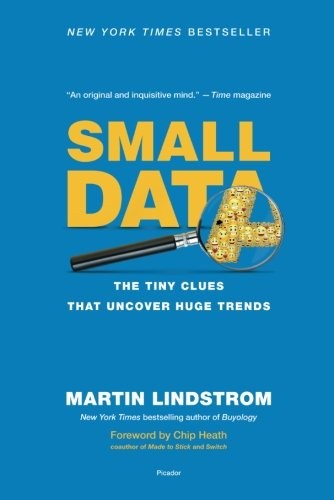 NEW YORK TIMES BESTSELLER
“An original and inquisitive mind.” —Time magazine
SMALL
DATA
THE TINY CLUES
THAT UNCOVER HUGE TRENDS
MARTIN LINDSTROM
New York Times bestselling author of Buyology
Foreword by Chip Heath
coauthor of Made to Stick and Switch
Picador